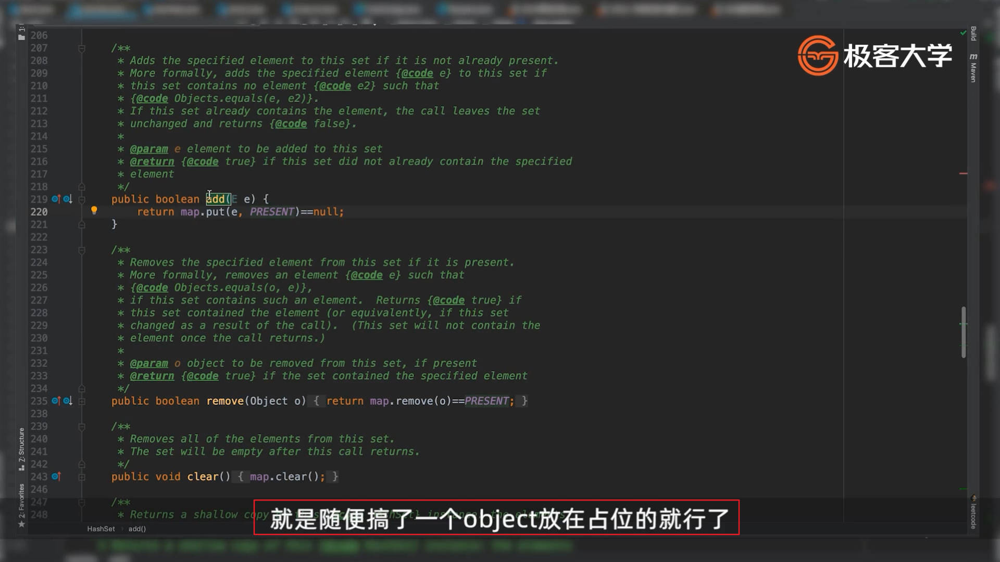 206
207 /**
208 * Adds the specified element to this set if it is not already present.
209 * More formally, adds the specified element {@code e} to this set if
210 * this set contains no element {@code e2} such that
211 * {@code Objects.equals(e, e2)}.
212 * If this set already contains the element, the call leaves the set
213 * unchanged and returns {@code false}.
214 *
215 * @param e element to be added to this set
216 * @return {@code true} if this set did not already contain the specified
217 * element
218 */
219 public boolean add(E e) {
220 return map.put(e, PRESENT)==null;
221 }
222
223 /**
224 * Removes the specified element from this set if it is present.
225 * More formally, removes an element {@code e} such that
226 * {@code Objects.equals(o, e)},
227 * if this set contains such an element.  Returns {@code true} if
228 * this set contained the element (or equivalently, if this set
229 * changed as a result of the call).  (This set will not contain the
230 * element once the call returns.)
231 *
232 * @param o object to be removed from this set, if present
233 * @return {@code true} if the set contained the specified element
234 */
235 public boolean remove(Object o) { return map.remove(o)==PRESENT; }
238
239 /**
240 * Removes all of the elements from this set.
241 * The set will be empty after this call returns.
242 */
243 public void clear() { map.clear(); }
246
247 /**
248 * Returns a shallow copy
就是随便搞了一个object放在占位的就行了
HashSet
add()
极客大学
Build
m Maven
leetcode
1:
Z: Structure
2: Favorites